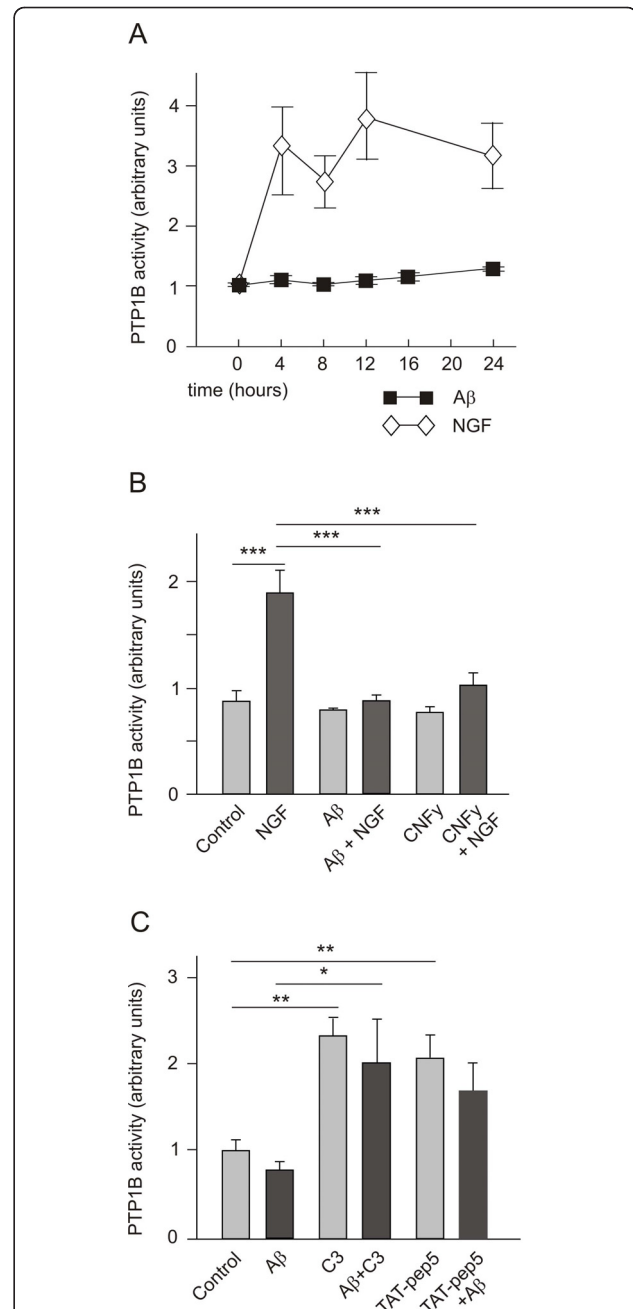 A
PTP1B activity (arbitrary units)
4
3
2
1
0
0 4 8 12 16 20 24
time (hours)
Aβ
NGF
B
PTP1B activity (arbitrary units)
***
***
***
2
1
0
Control
NGF
Aβ
Aβ + NGF
CNFy
CNFy
+ NGF
C
PTP1B activity (arbitrary units)
**
*
**
3
2
1
0
Control
Aβ
C3
Aβ+C3
TAT-pep5
TAT-pep5
+Aβ